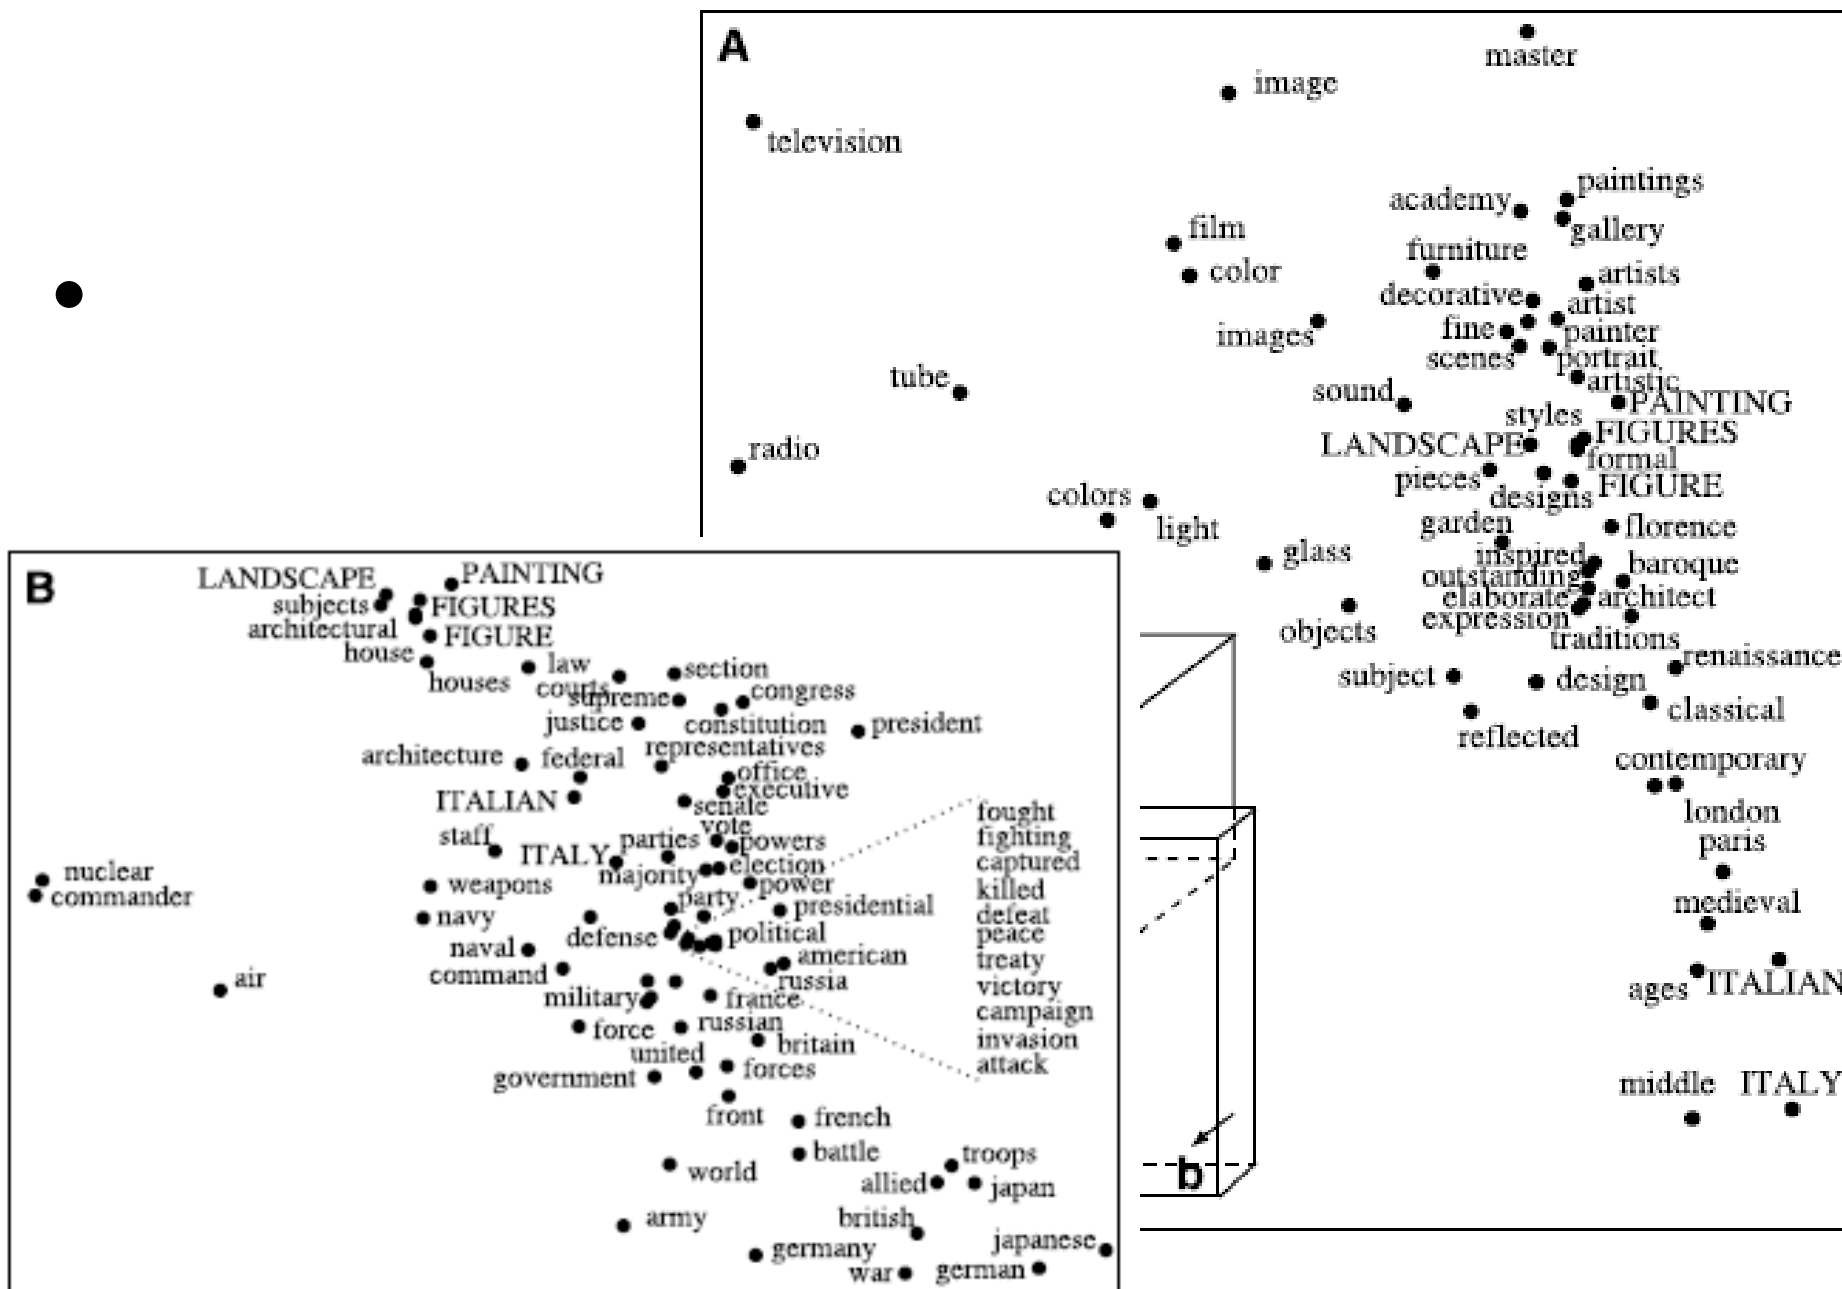 A
master
image
television
paintings
academy
gallery
film
furniture
color
artists
decorative
artist
images
fine
painter
scenes
portrait
tube
artistic
sound
PAINTING
styles
FIGURES
LANDSCAPE
radio
formal
pieces
FIGURE
designs
colors
light
garden
florence
glass
inspired
baroque
outstanding
elaborate
architect
expression
objects
traditions
renaissance
subject
design
classical
reflected
contemporary
london
paris
medieval
ages
ITALIAN
middle
ITALY
b
B
LANDSCAPE
PAINTING
subjects
FIGURES
architectural
FIGURE
house
houses
law
section
courts
supreme
congress
justice
constitution
president
representatives
architecture
federal
office
executive
ITALIAN
senate
vote
staff
parties
powers
ITALY
election
majority
nuclear
power
commander
weapons
party
presidential
navy
defense
political
naval
american
command
russia
air
military
france
force
russian
united
britain
government
forces
front
french
battle
troops
world
allied
japan
army
british
germany
japanese
war
german
fought
fighting
captured
killed
defeat
peace
treaty
victory
campaign
invasion
attack